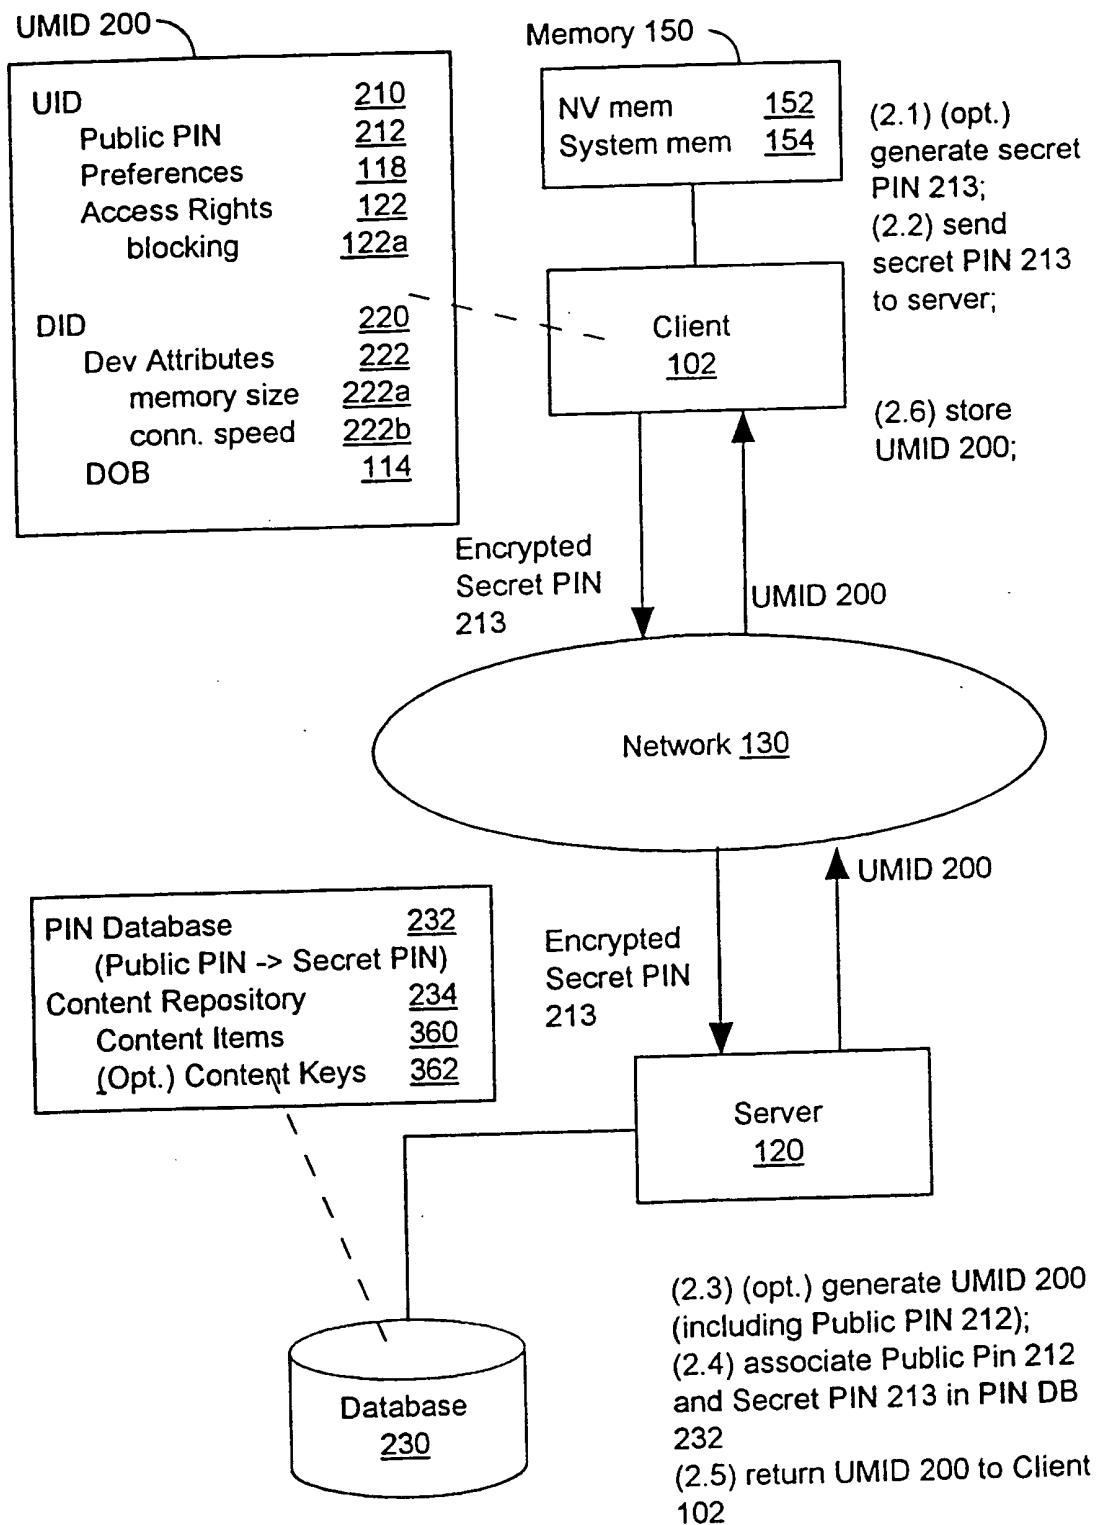 UMID 200
UID 210
Public PIN 212
Preferences 118
Access Rights 122
blocking 122a
DID 220
Dev Attributes 222
memory size 222a
conn. speed 222b
DOB 114
Memory 150
NV mem 152
System mem 154
(2.1) (opt.)
generate secret
PIN 213;
(2.2) send
secret PIN 213
to server;
Client
102
(2.6) store
UMID 200;
Encrypted
Secret PIN
213
UMID 200
Network 130
UMID 200
Encrypted
Secret PIN
213
PIN Database 232
(Public PIN -> Secret PIN)
Content Repository 234
Content Items 360
(Opt.) Content Keys 362
Server
120
Database
230
(2.3) (opt.) generate UMID 200
(including Public PIN 212);
(2.4) associate Public Pin 212
and Secret PIN 213 in PIN DB
232
(2.5) return UMID 200 to Client
102